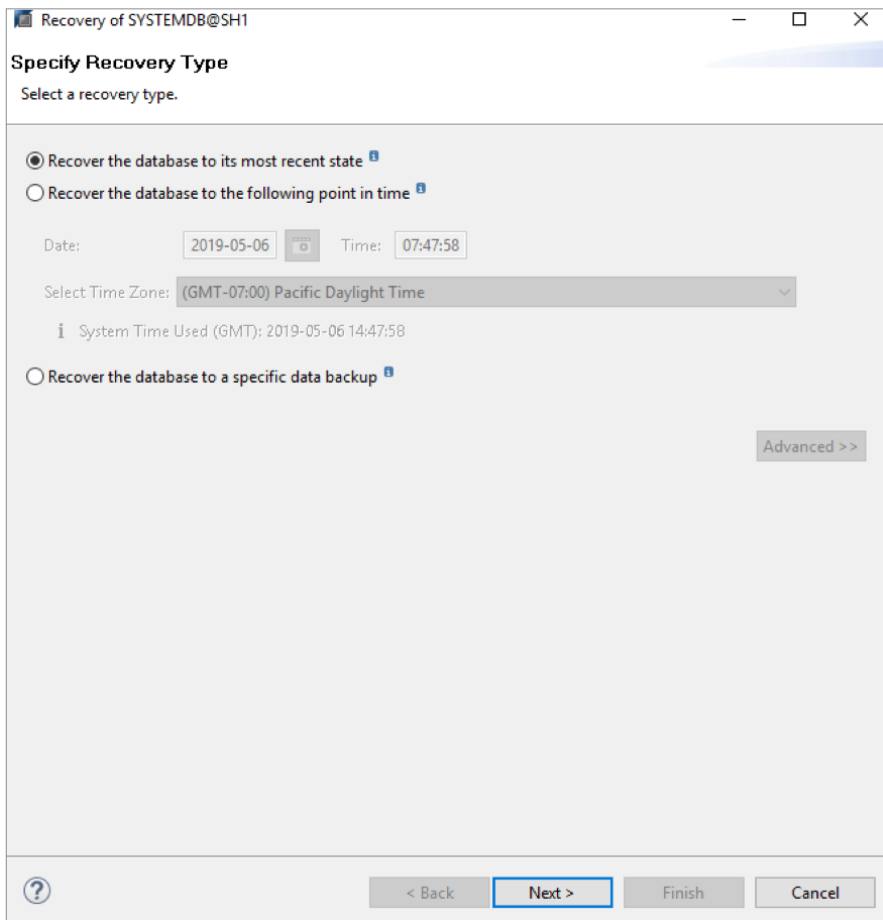 Recovery of SYSTEMDB@SH1
Specify Recovery Type
Select a recovery type.
Recover the database to its most recent state
Recover the database to the following point in time
Date: 2019-05-06 Time: 07:47:58
Select Time Zone: (GMT-07:00) Pacific Daylight Time
i System Time Used (GMT): 2019-05-06 14:47:58
Recover the database to a specific data backup
Advanced >>
? < Back Next > Finish Cancel